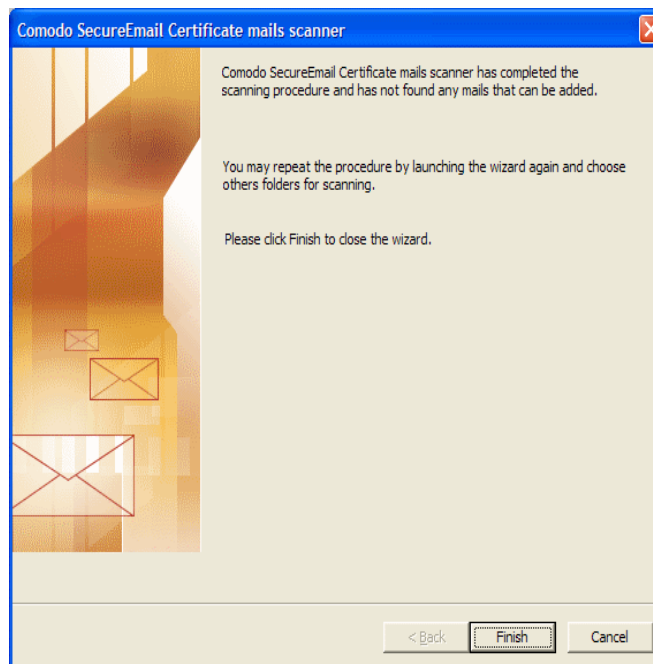 Comodo SecureEmail Certificate mails scanner
Comodo SecureEmail Certificate mails scanner has completed the
scanning procedure and has not found any mails that can be added.
You may repeat the procedure by launching the wizard again and choose
others folders for scanning.
Please click Finish to close the wizard.
< Back
Finish
Cancel